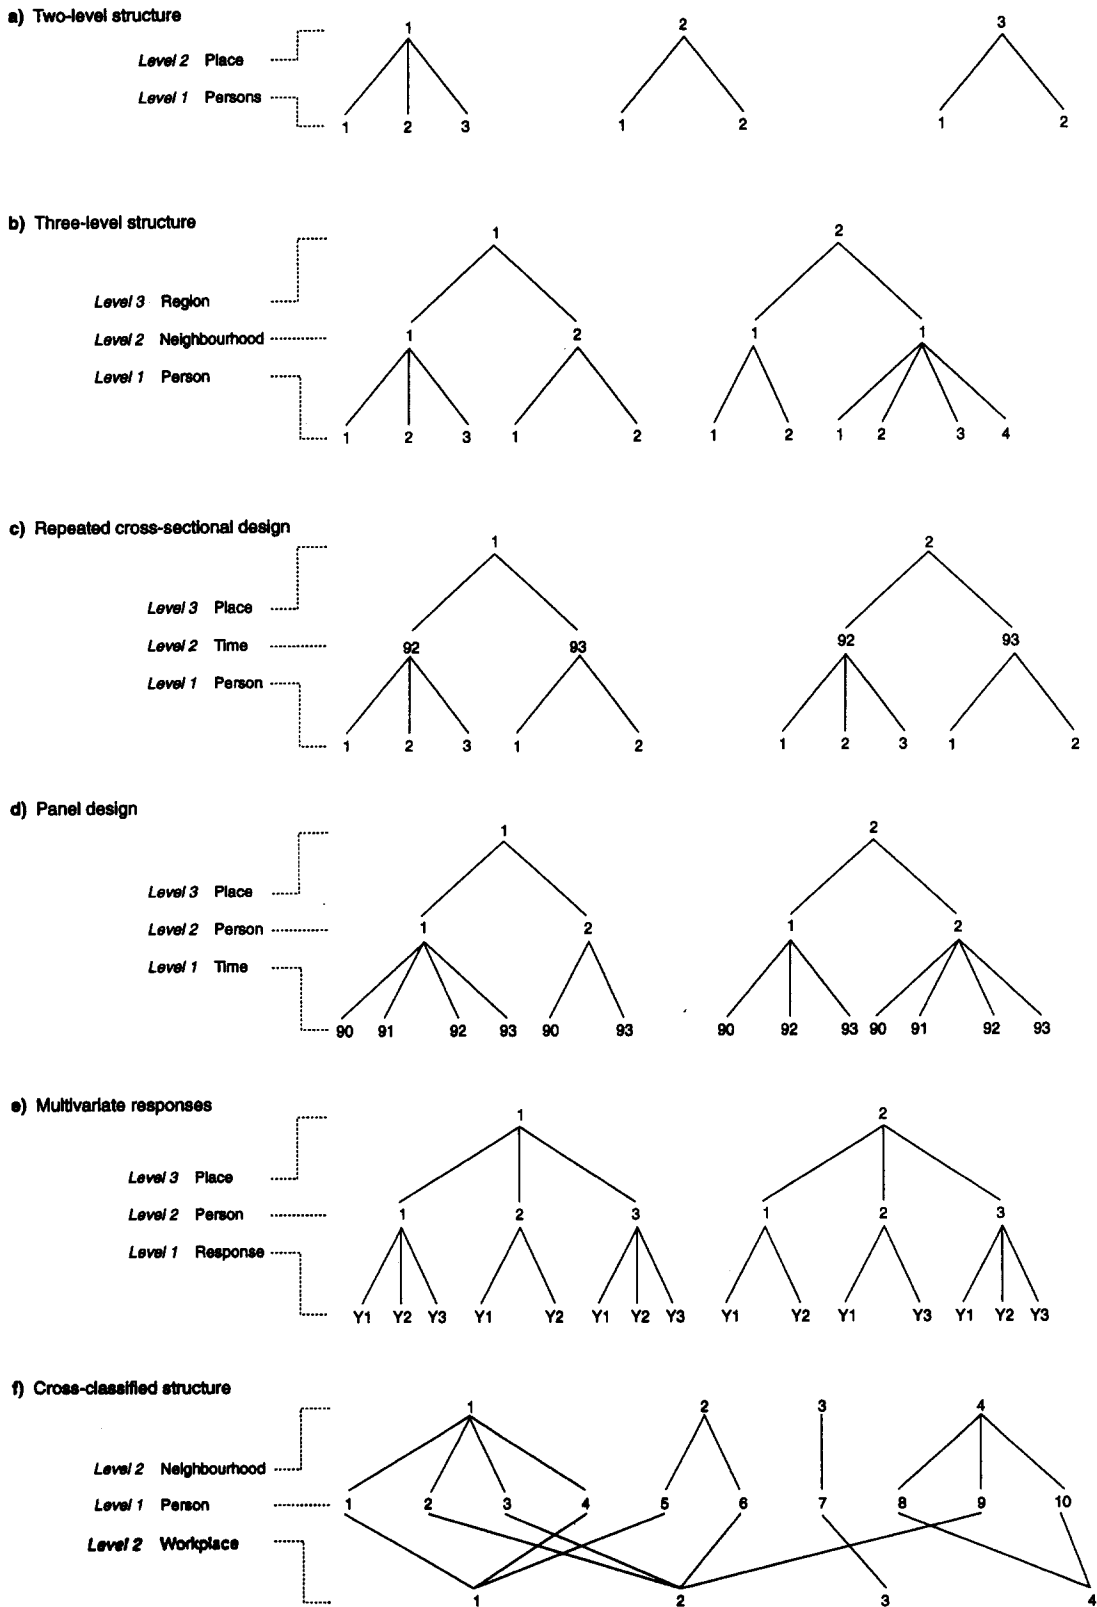 a) Two-level structure
1 2 3
Level 2 Place
Level 1 Persons
1 2 3 1 2 1 2
b) Three-level structure
1 2
Level 3 Region
Level 2 Neighbourhood 1 2 1 1
Level 1 Person
1 2 3 1 2 1 2 1 2 3 4
c) Repeated cross-sectional design
1 2
Level 3 Place
Level 2 Time 92 93 92 93
Level 1 Person
1 2 3 1 2 1 2 3 1 2
d) Panel design
1 2
Level 3 Place
Level 2 Person 1 2 1 2
Level 1 Time
90 91 92 93 90 93 90 92 93 90 91 92 93
e) Multivariate responses
1 2
Level 3 Place
Level 2 Person 1 2 3 1 2 3
Level 1 Response
Y1 Y2 Y3 Y1 Y2 Y1 Y2 Y3 Y1 Y2 Y1 Y3 Y1 Y2 Y3
f) Cross-classified structure
1 2 3 4
Level 2 Neighbourhood
Level 1 Person 1 2 3 4 5 6 7 8 9 10
Level 2 Workplace
1 2 3 4